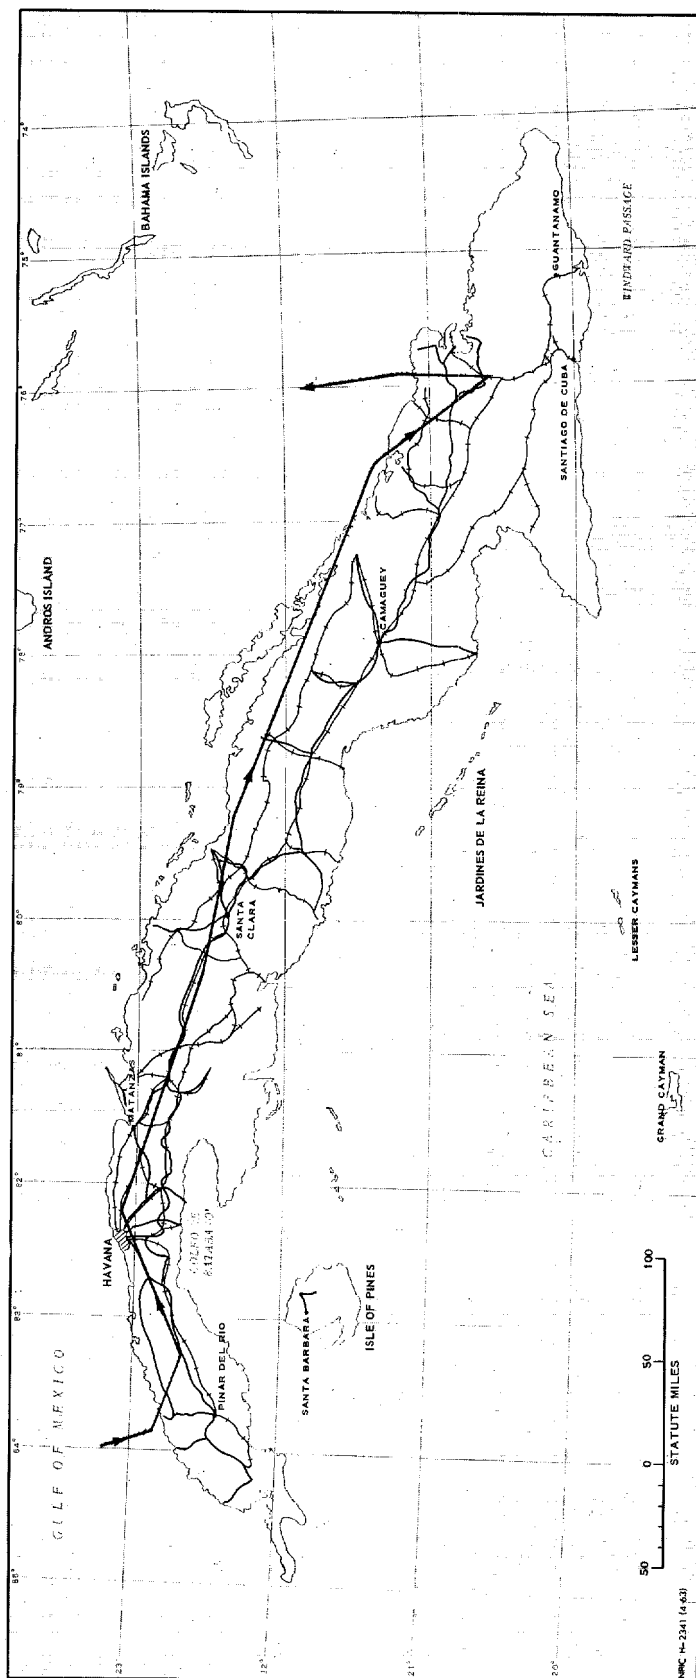 74°
75°
76°
77°
78°
79°
80°
81°
82°
83°
84°
85°
23
21°
20°
BAHAMA ISLANDS
ANDROS ISLAND
GULF OF MEXICO
HAVANA
MATANZAS
PINAR DEL RIO
SANTA BARBARA
ISLE OF PINES
SANTA
CLARA
CAMAGUEY
GUANTANAMO
SANTIAGO DE CUBA
WINDWARD PASSAGE
JARDINES DE LA REINA
LESSER CAYMANS
CARIBBEAN SEA
GRAND CAYMAN
50 0 50 100
STATUTE MILES
H-2341 (4-63)